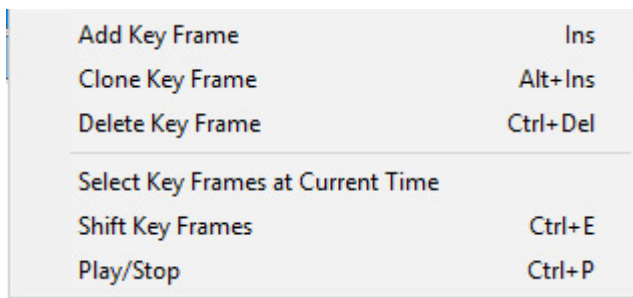 Add Key Frame Ins
Clone Key Frame Alt+Ins
Delete Key Frame Ctrl+Del
Select Key Frames at Current Time
Shift Key Frames Ctrl+E
Play/Stop Ctrl+P